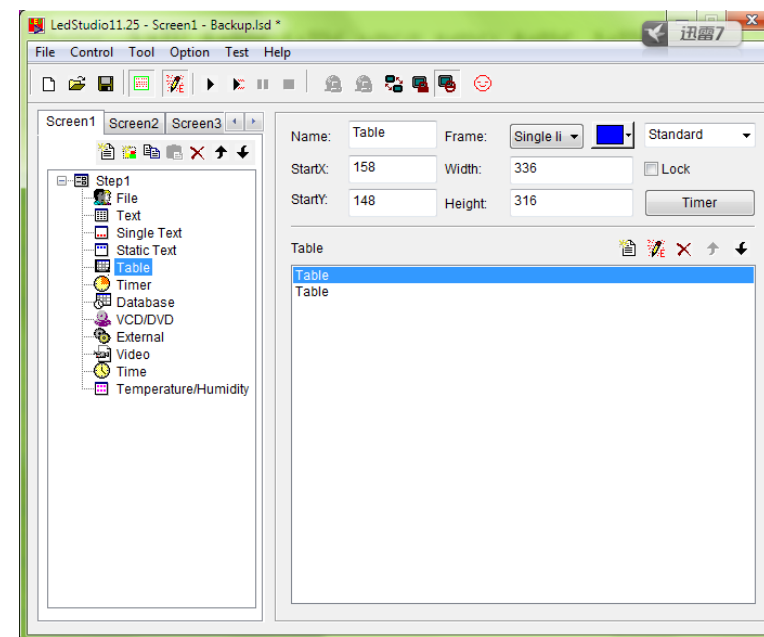 LedStudio11.25 - Screen1 - Backup.lsd *
迅雷7
File Control Tool Option Test Help
Screen1 Screen2 Screen3
Step1
File
Text
Single Text
Static Text
Table
Timer
Database
VCD/DVD
External
Video
Time
Temperature/Humidity
Name: Table Frame: Single li Standard
StartX: 158 Width: 336 Lock
StartY: 148 Height: 316 Timer
Table
Table
Table